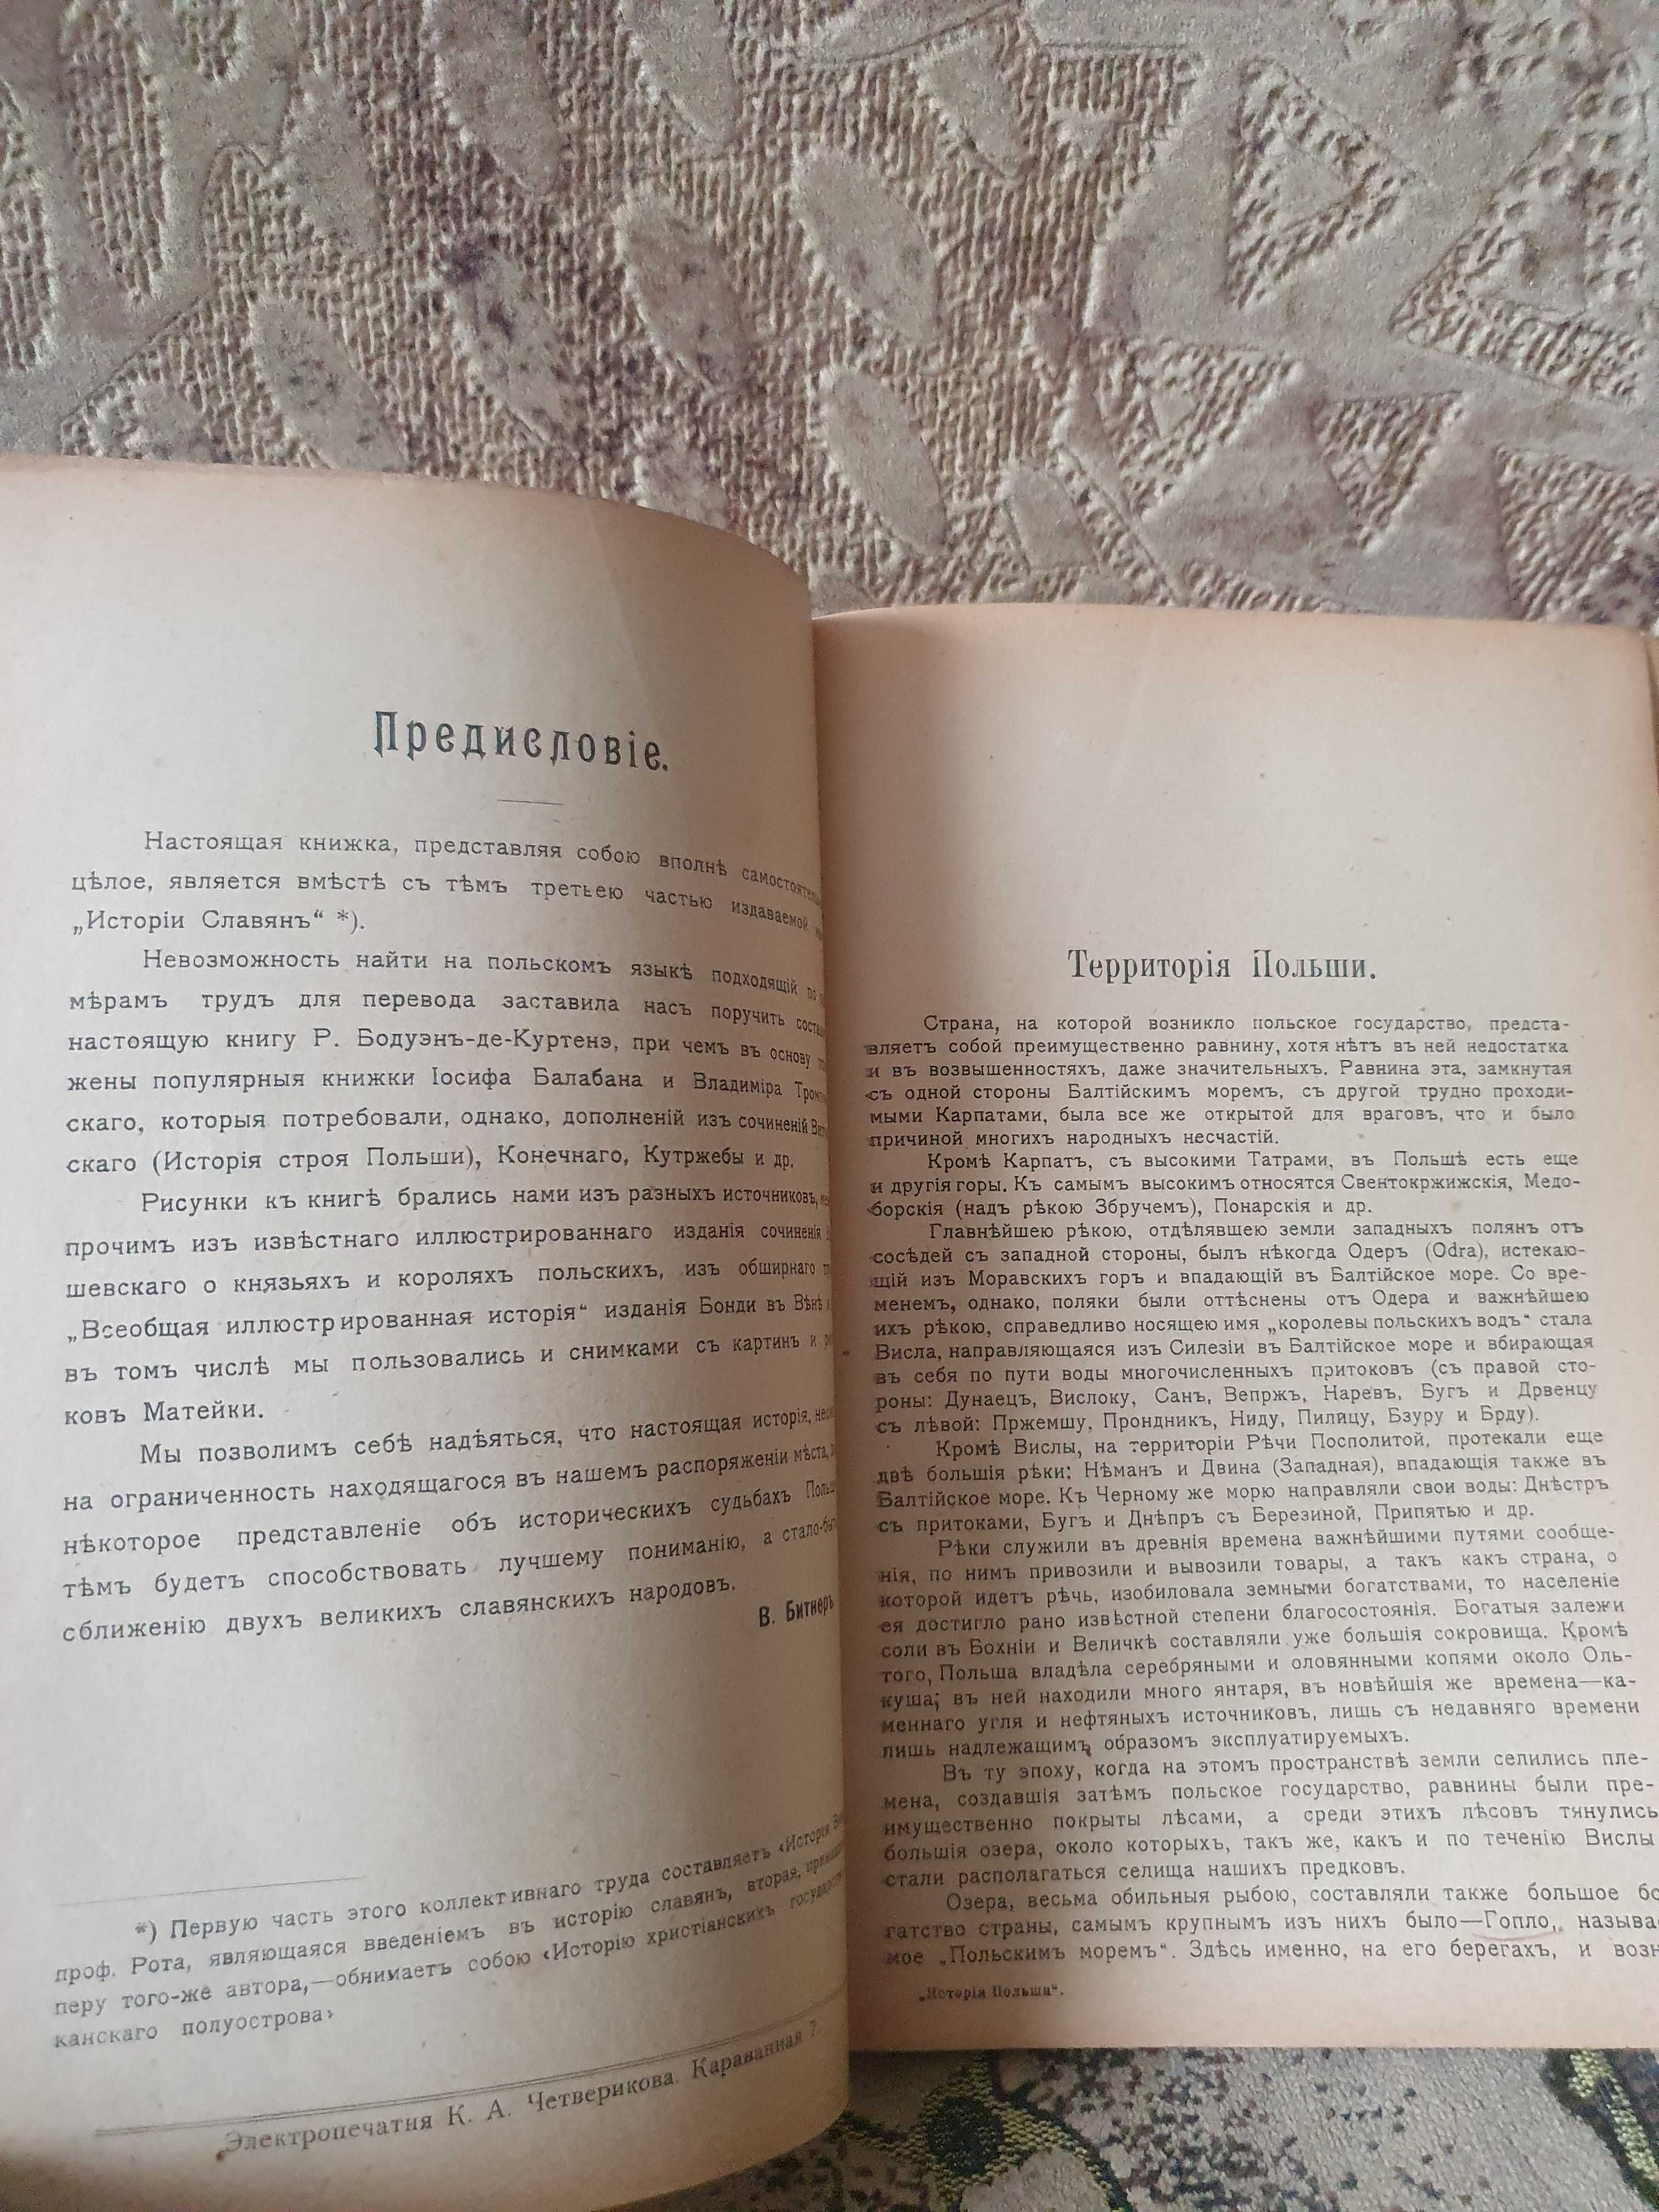 Предисловіе.
Настоящая книжка, представляя собою вполнѣ
цѣлое, является вмѣстѣ съ тѣмъ третьею частью издаваемой
„Исторіи Славянъ“ *).
Невозможность найти на польскомъ языкѣ подходящій по
мѣрамъ трудъ для перевода заставила насъ поручить
настоящую книгу Р. Бодуэнъ-де-Куртенэ, при чемъ въ основу
жены популярныя книжки Іосифа Балабана и Владиміра
скаго, которыя потребовали, однако, дополненій изъ сочиненій
скаго (Исторія строя Польши), Конечнаго, Кутржебы и др.
Рисунки къ книгѣ брались нами изъ разныхъ источниковъ,
прочимъ изъ извѣстнаго иллюстрированнаго изданія сочиненія
шевскаго о князьяхъ и короляхъ польскихъ, изъ обширнаго
„Всеобщая иллюстрированная исторія“ изданія Бонди въ Вѣнѣ
въ томъ числѣ мы пользовались и снимками съ картинъ и
ковъ Матейки.
Мы позволимъ себѣ надѣяться, что настоящая исторія,
на ограниченность находящагося въ нашемъ распоряженіи мѣста,
нѣкоторое представленіе объ историческихъ судьбахъ
тѣмъ будетъ способствовать лучшему пониманію, а
сближенію двухъ великихъ славянскихъ народовъ.
В. Битнеръ
*) Первую часть этого коллективнаго труда составляетъ «Исторія
проф. Рота, являющаяся введеніемъ въ исторію славянъ, вторая,
перу того-же автора,—обнимаетъ собою «Исторію христіанскихъ
канскаго полуострова»
Электропечатня К. А. Четверикова. Караванная
Территорія Польши.
Страна, на которой возникло польское государство, предста-
вляетъ собой преимущественно равнину, хотя нѣтъ въ ней недостатка
и въ возвышенностяхъ, даже значительныхъ. Равнина эта, замкнутая
съ одной стороны Балтійскимъ моремъ, съ другой трудно проходи-
мыми Карпатами, была все же открытой для враговъ, что и было
причиной многихъ народныхъ несчастій.
Кромѣ Карпатъ, съ высокими Татрами, въ Польшѣ есть еще
и другія горы. Къ самымъ высокимъ относятся Свентокржижскія, Медо-
борскія (надъ рѣкою Збручемъ), Понарскія и др.
Главнѣйшею рѣкою, отдѣлявшею земли западныхъ полянъ отъ
сосѣдей съ западной стороны, былъ нѣкогда Одеръ (Odra), истекаю-
щій изъ Моравскихъ горъ и впадающій въ Балтійское море. Со вре-
менемъ, однако, поляки были оттѣснены отъ Одера и важнѣйшею
ихъ рѣкою, справедливо носящею имя „королевы польскихъ водъ“ стала
Висла, направляющаяся изъ Силезіи въ Балтійское море и вбирающая
въ себя по пути воды многочисленныхъ притоковъ (съ правой сто-
роны: Дунаецъ, Вислоку, Санъ, Вепржъ, Наревъ, Бугъ и Дрвенцу
съ лѣвой: Пржемшу, Прондникъ, Ниду, Пилицу, Бзуру и Брду).
Кромѣ Вислы, на территоріи Рѣчи Посполитой, протекали еще
двѣ большія рѣки: Нѣманъ и Двина (Западная), впадающія также въ
Балтійское море. Къ Черному же морю направляли свои воды: Днѣстръ
съ притоками, Бугъ и Днѣпръ съ Березиной, Припятью и др.
Рѣки служили въ древнія времена важнѣйшими путями сообще-
нія, по нимъ привозили и вывозили товары, а такъ какъ страна, о
которой идетъ рѣчь, изобиловала земными богатствами, то населеніе
ея достигло рано извѣстной степени благосостоянія. Богатыя залежи
соли въ Бохніи и Величкѣ составляли уже большія сокровища. Кромѣ
того, Польша владѣла серебряными и оловянными копями около Оль-
куша; въ ней находили много янтаря, въ новѣйшія же времена—ка-
меннаго угля и нефтяныхъ источниковъ, лишь съ недавняго времени
лишь надлежащимъ образомъ эксплуатируемыхъ.
Въ ту эпоху, когда на этомъ пространствѣ земли селились пле-
мена, создавшія затѣмъ польское государство, равнины были пре-
имущественно покрыты лѣсами, а среди этихъ лѣсовъ тянулись
большія озера, около которыхъ, такъ же, какъ и по теченію Вислы
стали располагаться селища нашихъ предковъ.
Озера, весьма обильныя рыбою, составляли также большое бо
гатство страны, самымъ крупнымъ изъ нихъ было—Гопло, называе
мое „Польскимъ моремъ“. Здѣсь именно, на его берегахъ, и возн
„Исторія Польши“.